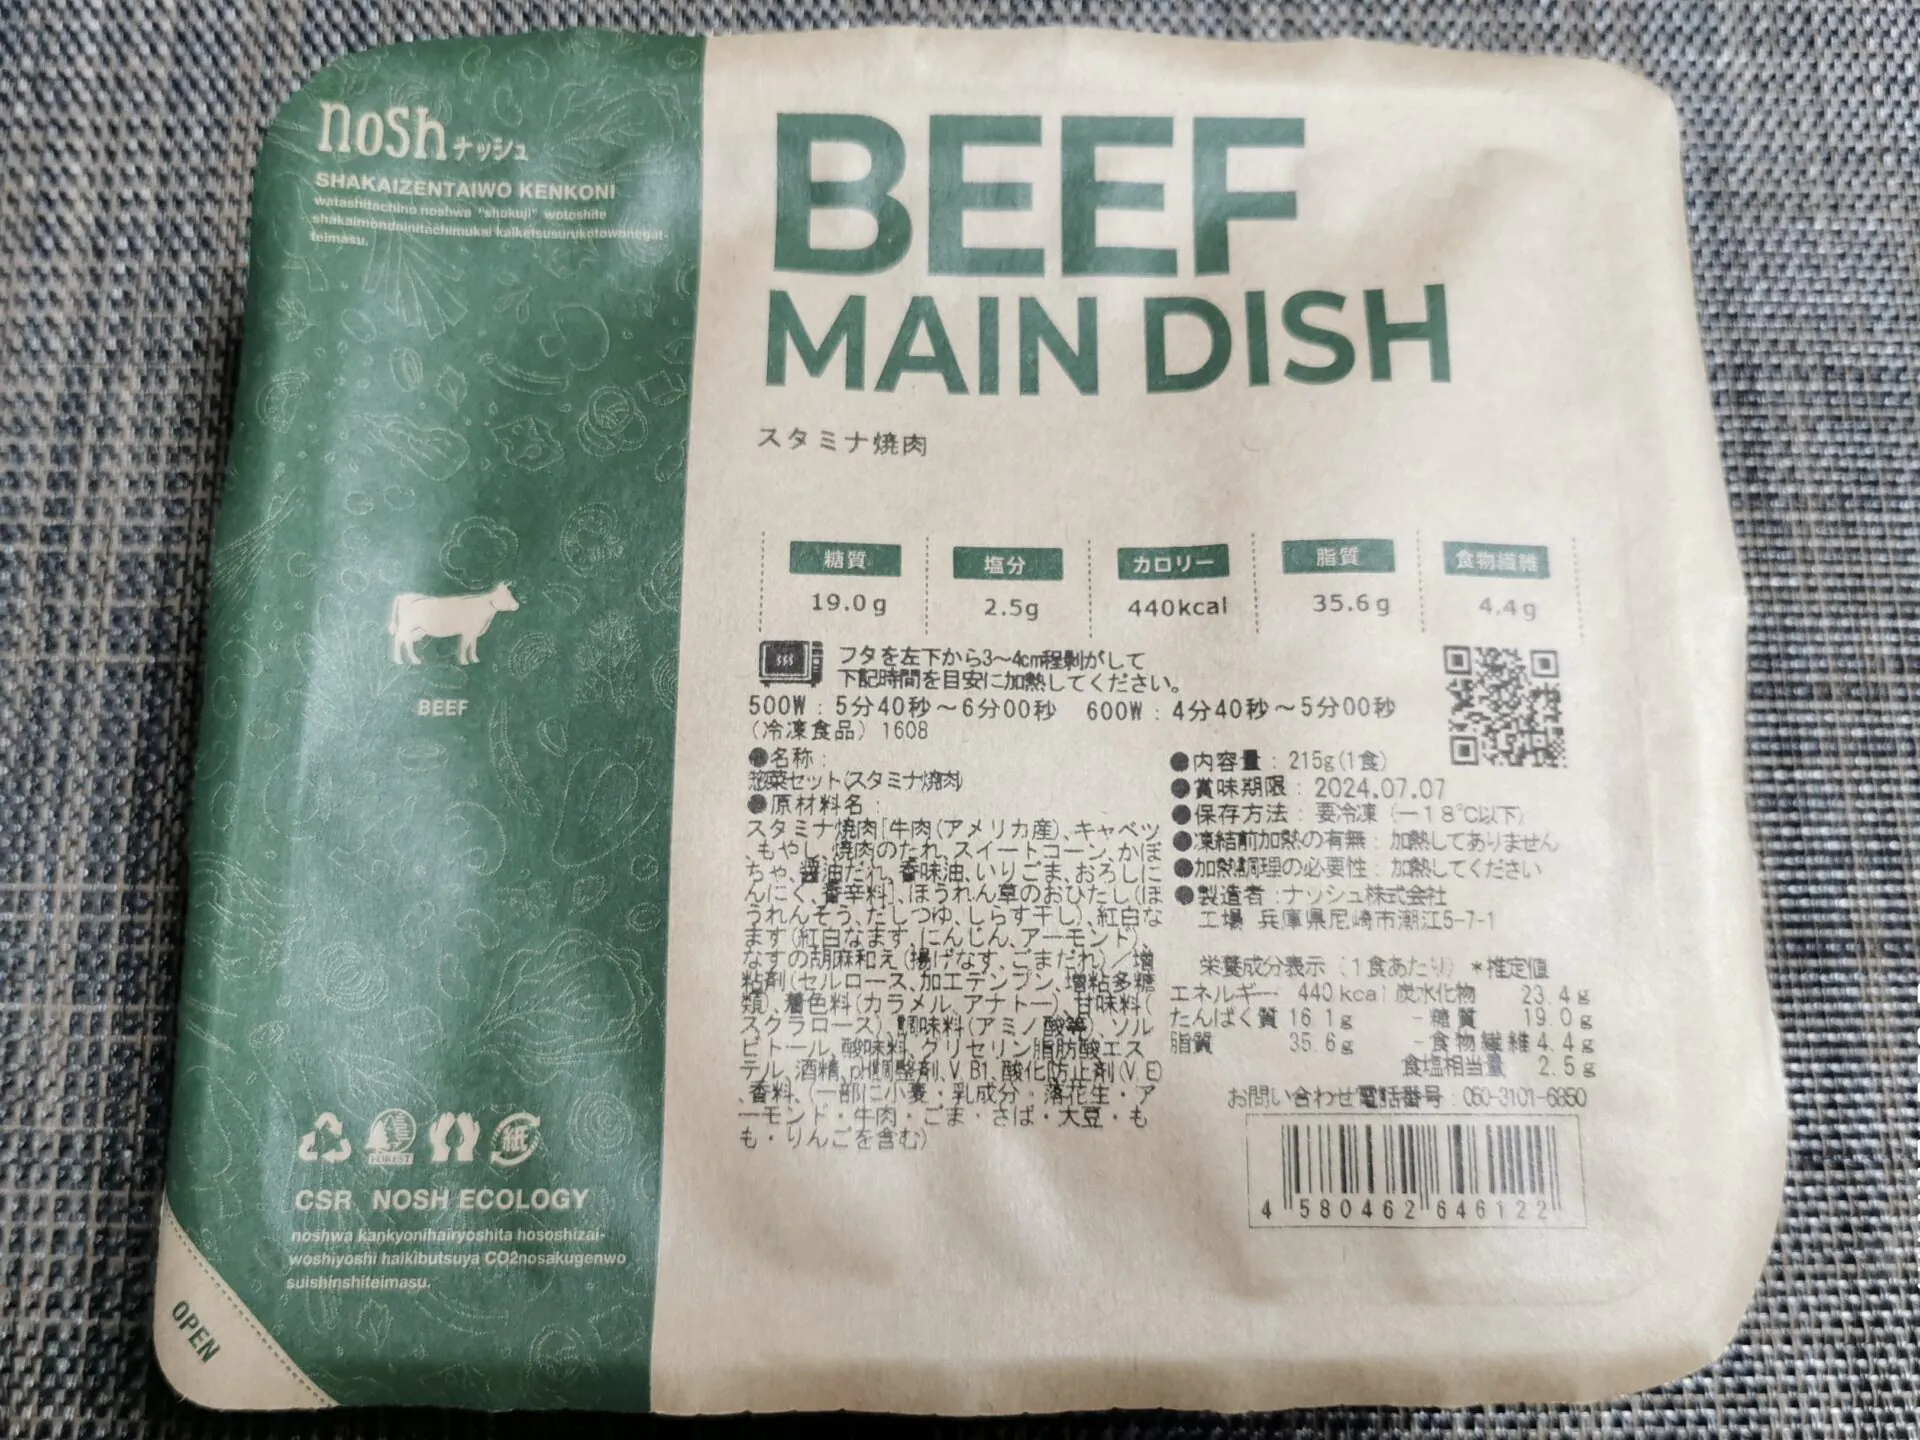 nosh ナッシュ
SHAKAIZENTAIWO KENKONI
watashitachino noshwa "shokuji" wotoshite
shakaimondainitachimukai kaiketsusurukotowonegat-
teimasu.
BEEF
MAIN DISH
スタミナ焼肉
糖質 塩分 カロリー 脂質 食物繊維
19.0g 2.5g 440kcal 35.6g 4.4g
フタを左下から3～4cm程剝がして
下記時間を目安に加熱してください。
500W：5分40秒～6分00秒 600W：4分40秒～5分00秒
（冷凍食品）1608
●名称：
惣菜セット(スタミナ焼肉)
●原材料名：
スタミナ焼肉[牛肉(アメリカ産)、キャベツ
、もやし、焼肉のたれ、スイートコーン、かぼ
ちゃ、醤油だれ、香味油、いりごま、おろしに
んにく、香辛料]、ほうれん草のおひたし(ほ
うれんそう、だしつゆ、しらす干し)、紅白な
ます(紅白なます、にんじん、アーモンド)、
なすの胡麻和え(揚げなす、ごまだれ)／増
粘剤(セルロース、加工デンプン、増粘多糖
類)、着色料(カラメル、アナトー)、甘味料(
スクラロース)、調味料(アミノ酸等)、ソル
ビトール、酸味料、グリセリン脂肪酸エス
テル、酒精、pH調整剤、V.B1、酸化防止剤(V.E)
、香料、(一部に小麦・乳成分・落花生・ア
ーモンド・牛肉・ごま・さば・大豆・も
も・りんごを含む)
●内容量：215g(1食)
●賞味期限：2024.07.07
●保存方法：要冷凍（－18℃以下）
●凍結前加熱の有無：加熱してありません
●加熱調理の必要性：加熱してください
●製造者：ナッシュ株式会社
工場 兵庫県尼崎市潮江5-7-1
栄養成分表示（1食あたり）＊推定値
エネルギー 440kcal 炭水化物 23.4g
たんぱく質 16.1g －糖質 19.0g
脂質 35.6g －食物繊維 4.4g
食塩相当量 2.5g
お問い合わせ電話番号：050-3101-6850
4 580462 646122
BEEF
FOREST
紙
CSR NOSH ECOLOGY
noshwa kankyonihairyoshita hososhizai-
woshiyoshi haikibutsuya CO2nosakugenwo
suishinshiteimasu.
OPEN